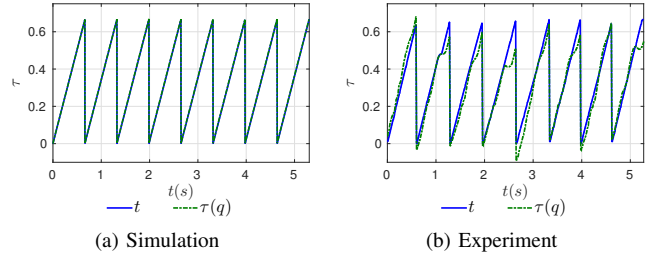 0.6
0.4
0.2
0
τ
0 1 2 3 4 5
t(s)
t τ(q)
(a) Simulation
0.6
0.4
0.2
0
τ
0 1 2 3 4 5
t(s)
t τ(q)
(b) Experiment